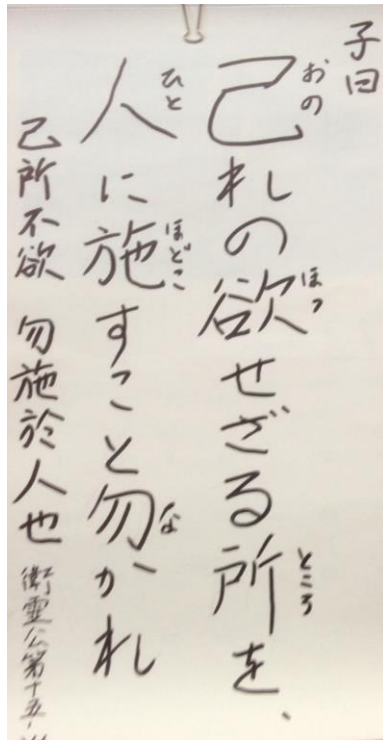 子曰
己れの欲せざる所を、
人に施すこと勿かれ
己所不欲 勿施於人也
衛霊公第十五